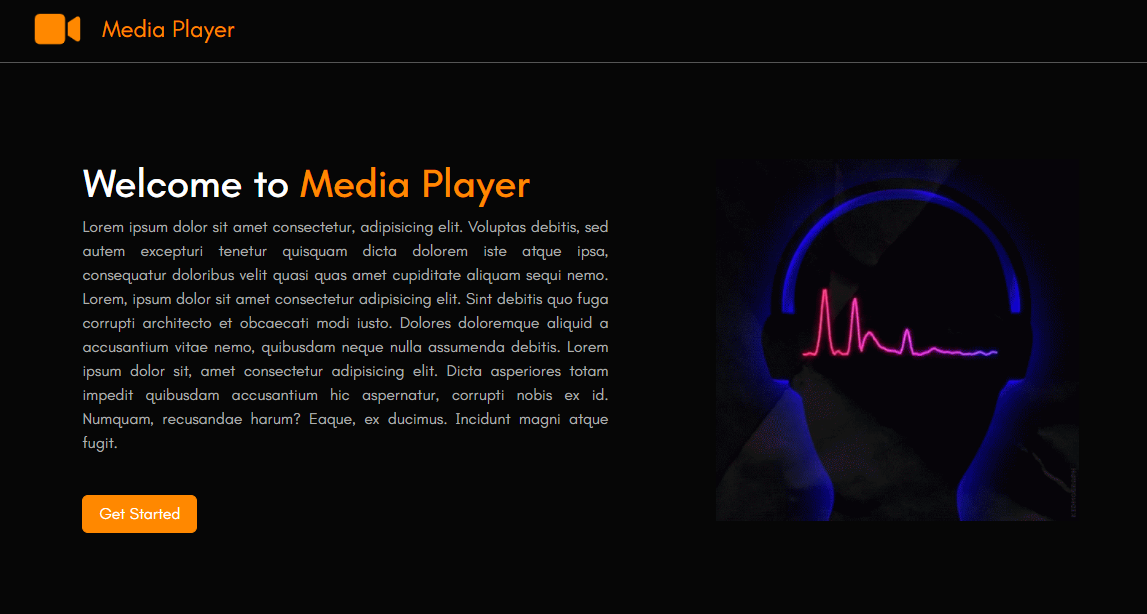 Media Player
Welcome to Media Player
Lorem ipsum dolor sit amet consectetur, adipisicing elit. Voluptas debitis, sed
autem excepturi tenetur quisquam dicta dolorem iste atque ipsa,
consequatur doloribus velit quasi quas amet cupiditate aliquam sequi nemo.
Lorem, ipsum dolor sit amet consectetur adipisicing elit. Sint debitis quo fuga
corrupti architecto et obcaecati modi iusto. Dolores doloremque aliquid a
accusantium vitae nemo, quibusdam neque nulla assumenda debitis. Lorem
ipsum dolor sit, amet consectetur adipisicing elit. Dicta asperiores totam
impedit quibusdam accusantium hic aspernatur, corrupti nobis ex id.
Numquam, recusandae harum? Eaque, ex ducimus. Incidunt magni atque
fugit.
Get Started